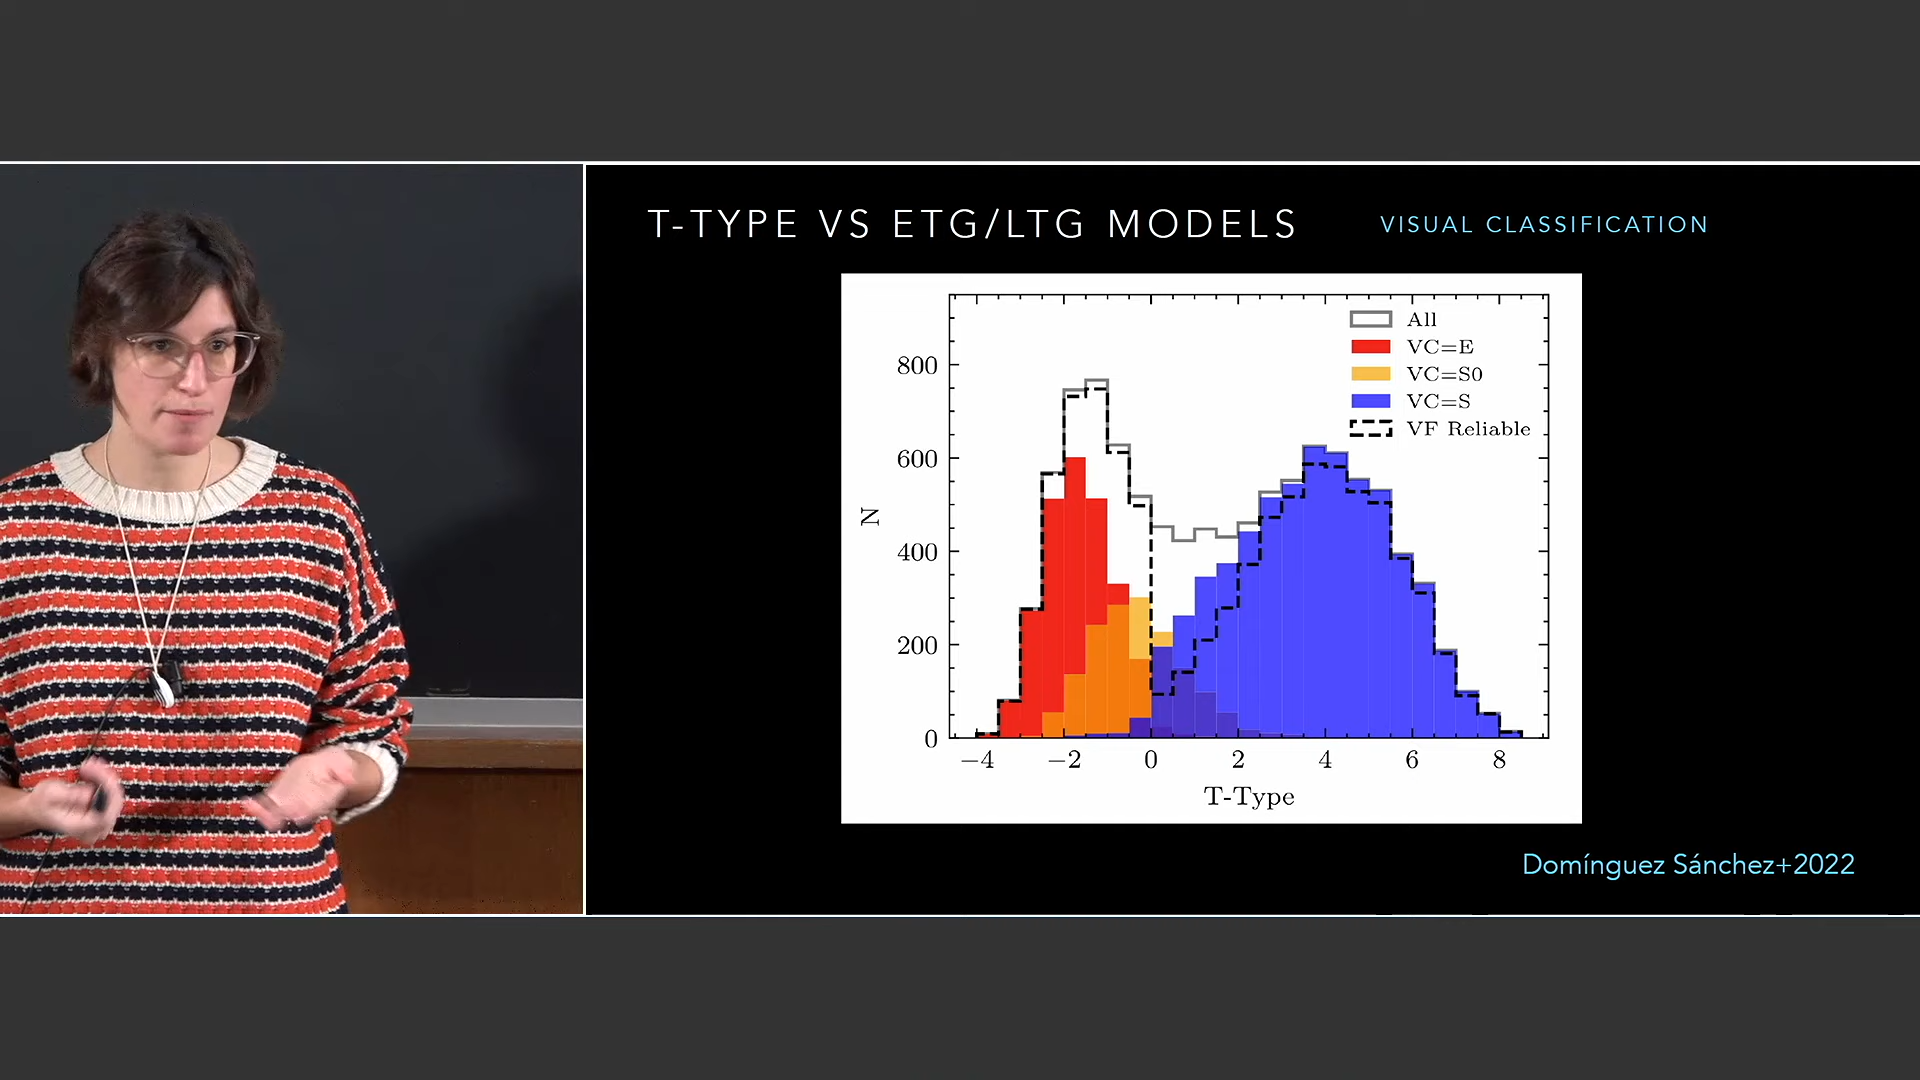 T-TYPE VS ETG/LTG MODELS
VISUAL CLASSIFICATION
All
VC=E
VC=S0
VC=S
VF Reliable
800
600
400
200
0
N
−4 −2 0 2 4 6 8
T-Type
Domínguez Sánchez+2022